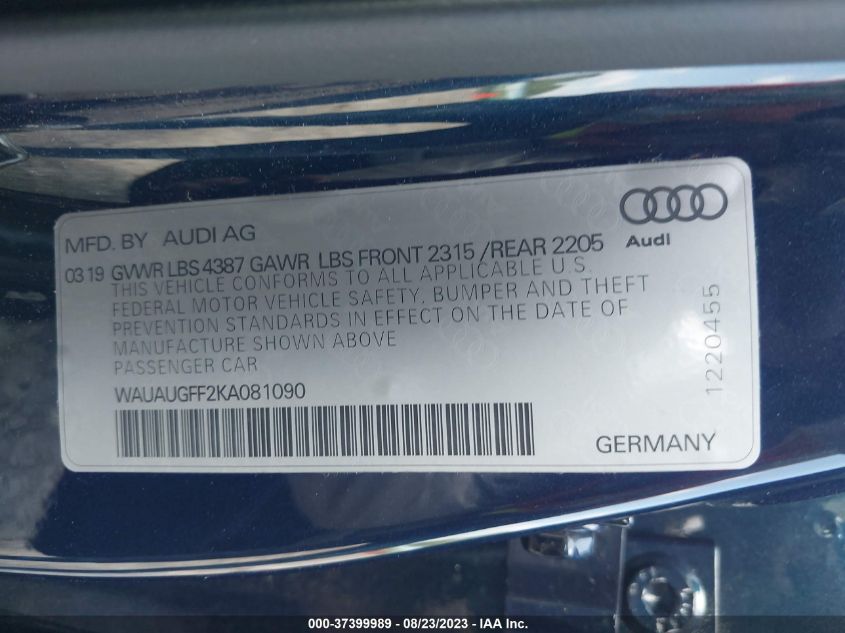 MFD. BY AUDI AG
Audi
03 19 GVWR LBS 4387 GAWR LBS FRONT 2315 /REAR 2205
THIS VEHICLE CONFORMS TO ALL APPLICABLE U.S.
FEDERAL MOTOR VEHICLE SAFETY, BUMPER AND THEFT
PREVENTION STANDARDS IN EFFECT ON THE DATE OF
MANUFACTURE SHOWN ABOVE
PASSENGER CAR
WAUAUGFF2KA081090
1220455
GERMANY
000-37399989 / 08/23/2023 - IAA Inc.